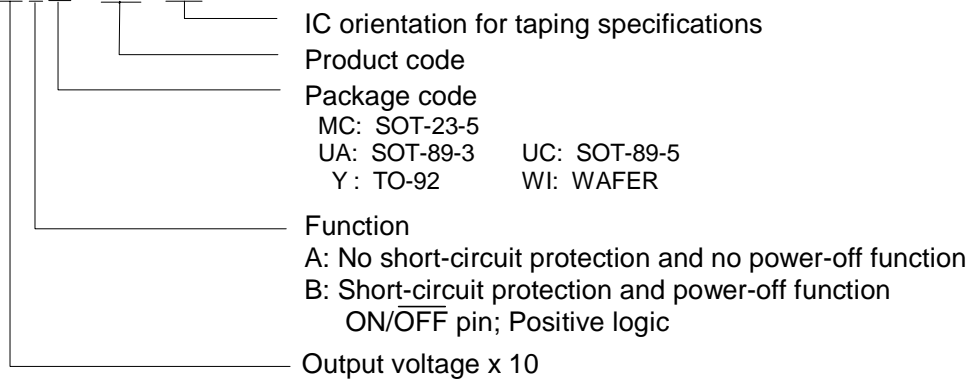 IC orientation for taping specifications
Product code
Package code
MC: SOT-23-5
UA: SOT-89-3 UC: SOT-89-5
Y : TO-92 WI: WAFER
Function
A: No short-circuit protection and no power-off function
B: Short-circuit protection and power-off function
ON/O̅F̅F̅ pin; Positive logic
Output voltage x 10